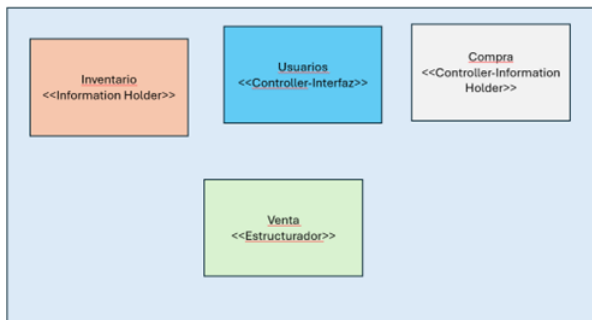 Inventario
<<Information Holder>>
Usuarios
<<Controller-Interfaz>>
Compra
<<Controller-Information
Holder>>
Venta
<<Estructurador>>